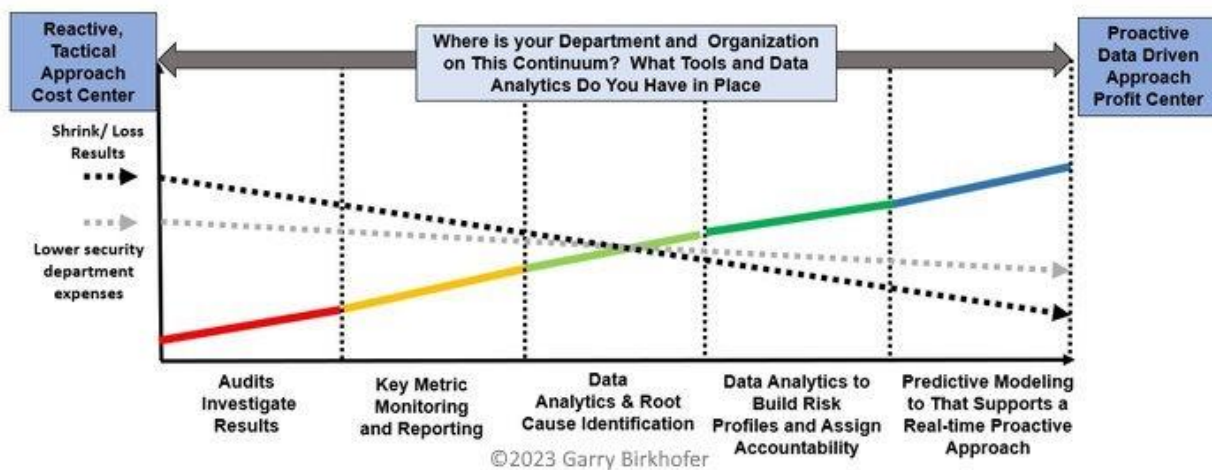 Reactive,
Tactical
Approach
Cost Center
Where is your Department and Organization
on This Continuum? What Tools and Data
Analytics Do You Have in Place
Proactive
Data Driven
Approach
Profit Center
Shrink/ Loss
Results
Lower security
department
expenses
Audits
Investigate
Results
Key Metric
Monitoring
and Reporting
Data
Analytics & Root
Cause Identification
Data Analytics to
Build Risk
Profiles and Assign
Accountability
Predictive Modeling
to That Supports a
Real-time Proactive
Approach
©2023 Garry Birkhofer